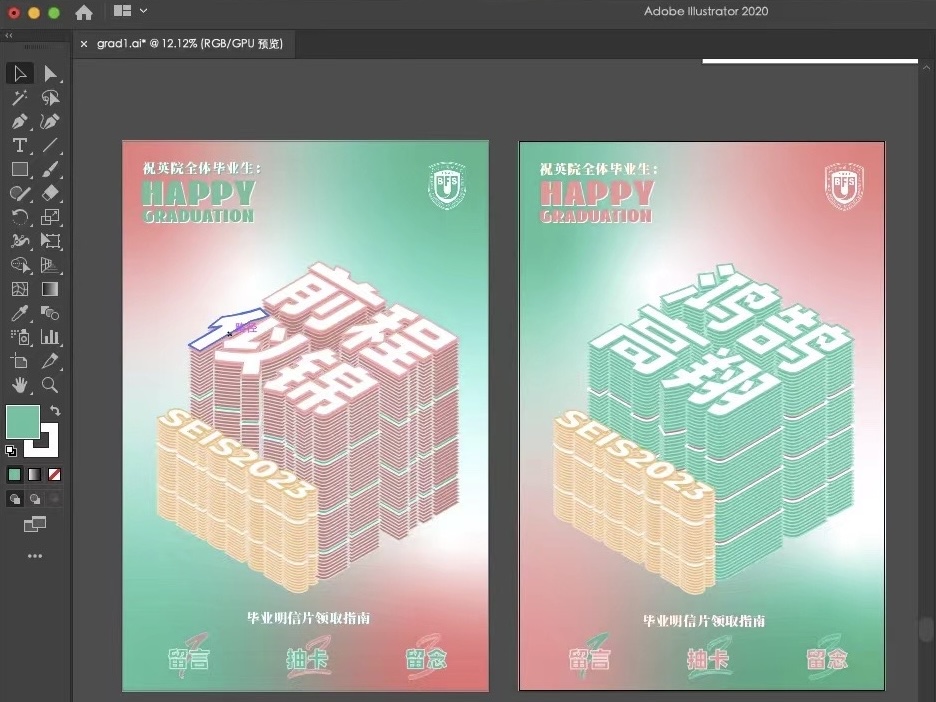 Adobe Illustrator 2020
grad1.ai* @ 12.12% (RGB/GPU 预览)
祝英院全体毕业生：
HAPPY
GRADUATION
BFS
前程
似锦
路径
SEIS2023
毕业明信片领取指南
1 留言
2 抽卡
3 留念
祝英院全体毕业生：
HAPPY
GRADUATION
BFS
鸿鹄
高翔
SEIS2023
毕业明信片领取指南
1 留言
2 抽卡
3 留念